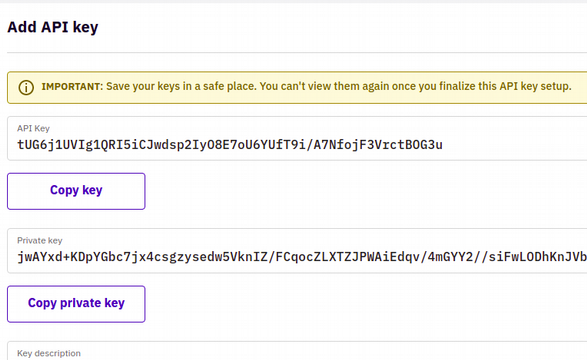 Add API key
IMPORTANT: Save your keys in a safe place. You can't view them again once you finalize this API key setup.
API Key
tUG6j1UVIg1QRI5iCJwdsp2IyO8E7oU6YUfT9i/A7NfojF3VrctBOG3u
Copy key
Private key
jwAYxd+KDpYGbc7jx4csgzysedw5VknIZ/FCqocZLXTZJPWAiEdqv/4mGYY2//siFwLODhKnJVb
Copy private key
Key description